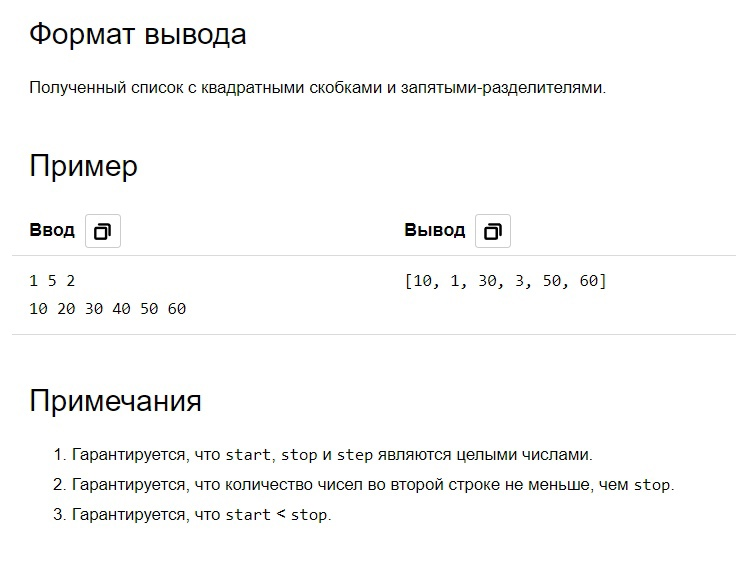 Формат вывода
Полученный список с квадратными скобками и запятыми-разделителями.
Пример
Ввод
Вывод
1 5 2
10 20 30 40 50 60
[10, 1, 30, 3, 50, 60]
Примечания
1. Гарантируется, что start, stop и step являются целыми числами.
2. Гарантируется, что количество чисел во второй строке не меньше, чем stop.
3. Гарантируется, что start < stop.